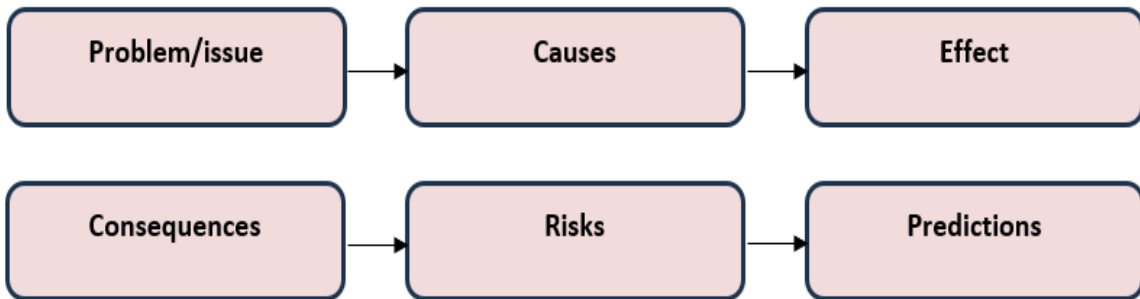 Problem/issue
Causes
Effect
Consequences
Risks
Predictions